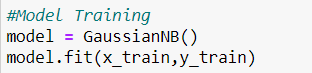 #Model Training
model = GaussianNB()
model.fit(x_train,y_train)